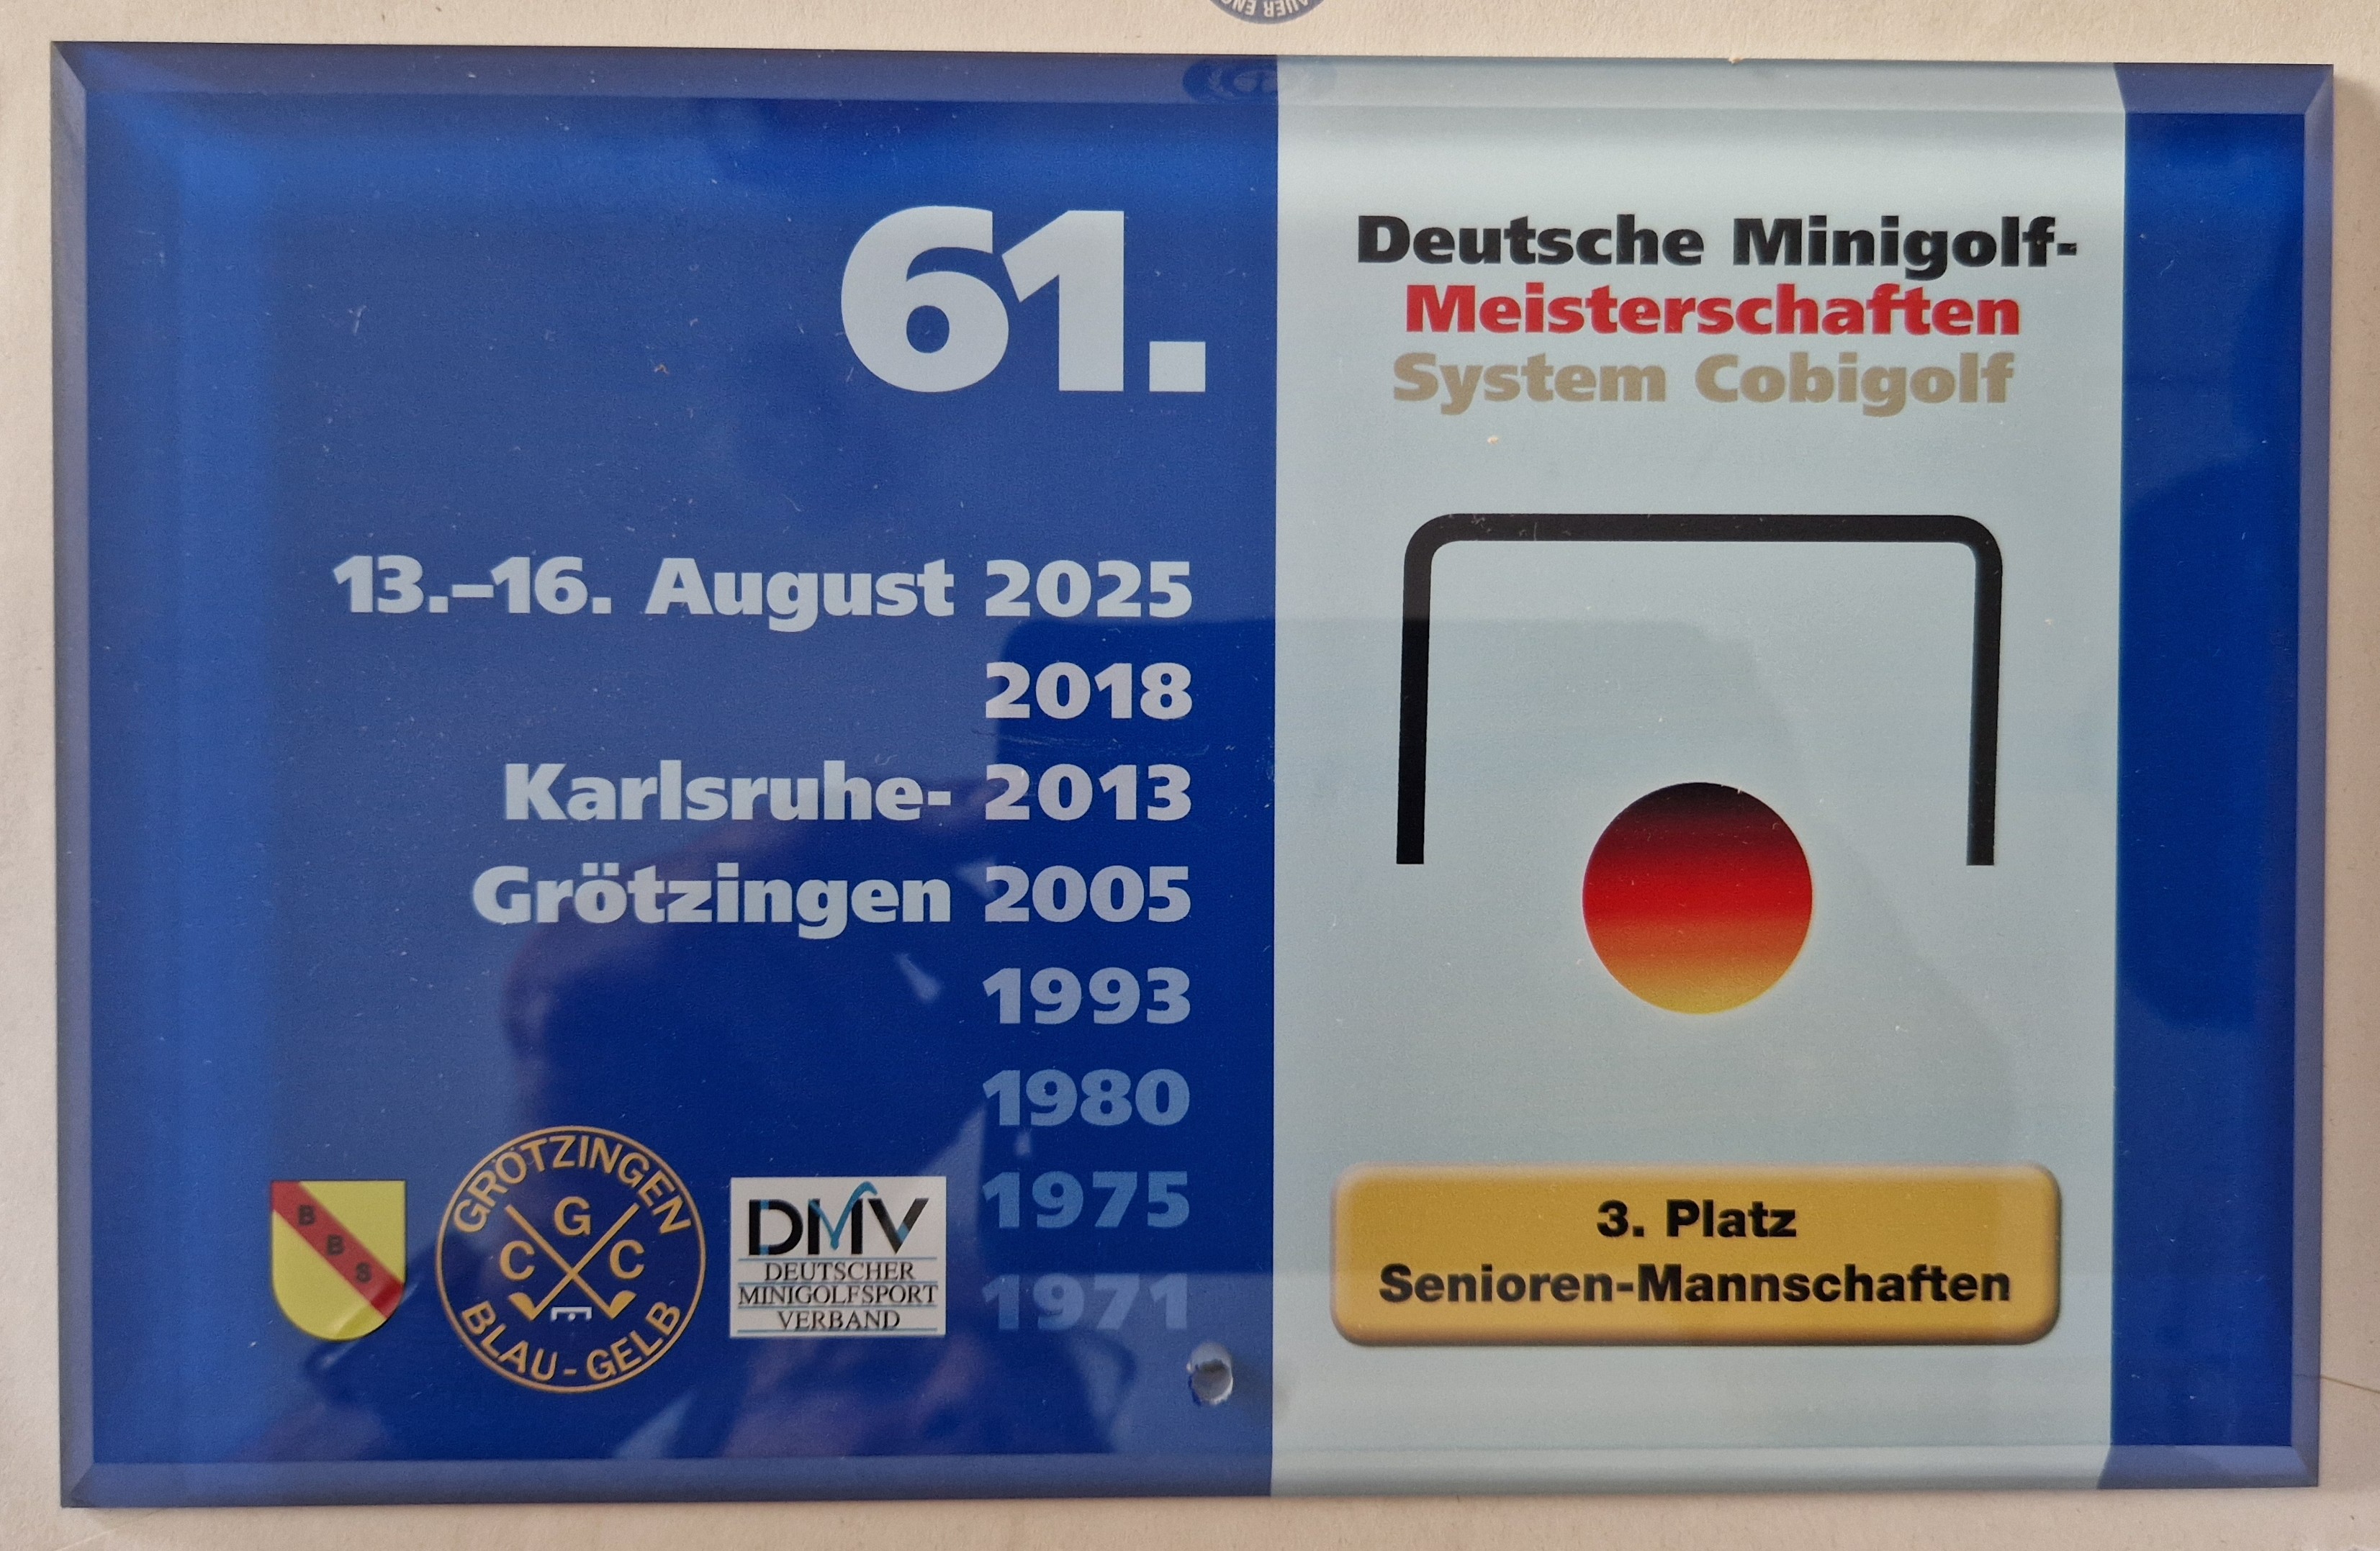 61.
13.–16. August 2025
2018
Karlsruhe- 2013
Grötzingen 2005
1993
1980
1975
1971
BBS
GRÖTZINGEN
C G C C
BLAU-GELB
DMV
DEUTSCHER
MINIGOLFSPORT
VERBAND
Deutsche Minigolf-
Meisterschaften
System Cobigolf
3. Platz
Senioren-Mannschaften